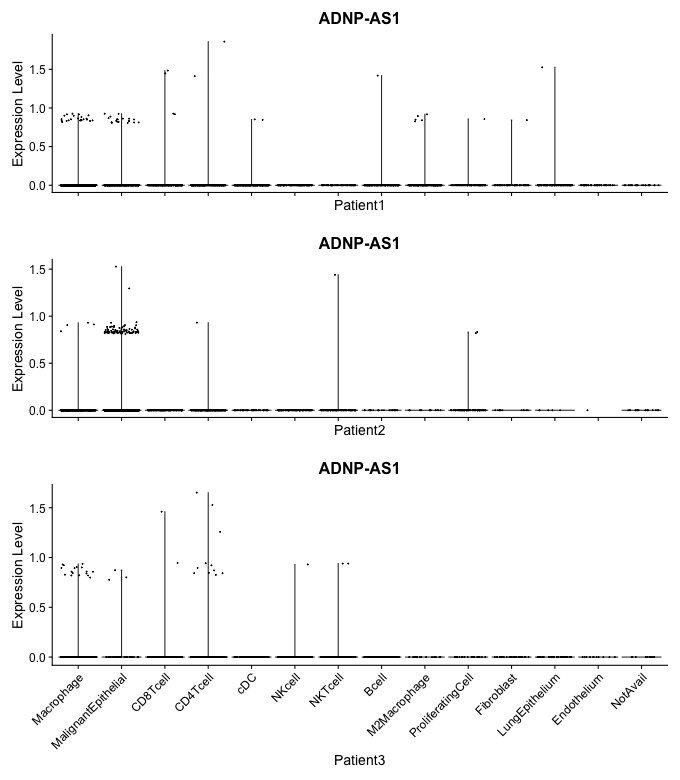 ADNP-AS1
Expression Level
1.5
1.0
0.5
0.0
Patient1
ADNP-AS1
Expression Level
1.5
1.0
0.5
0.0
Patient2
ADNP-AS1
Expression Level
1.5
1.0
0.5
0.0
Macrophage
MalignantEpithelial
CD8Tcell
CD4Tcell
cDC
NKcell
NKTcell
Bcell
M2Macrophage
ProliferatingCell
Fibroblast
LungEpithelium
Endothelium
NotAvail
Patient3